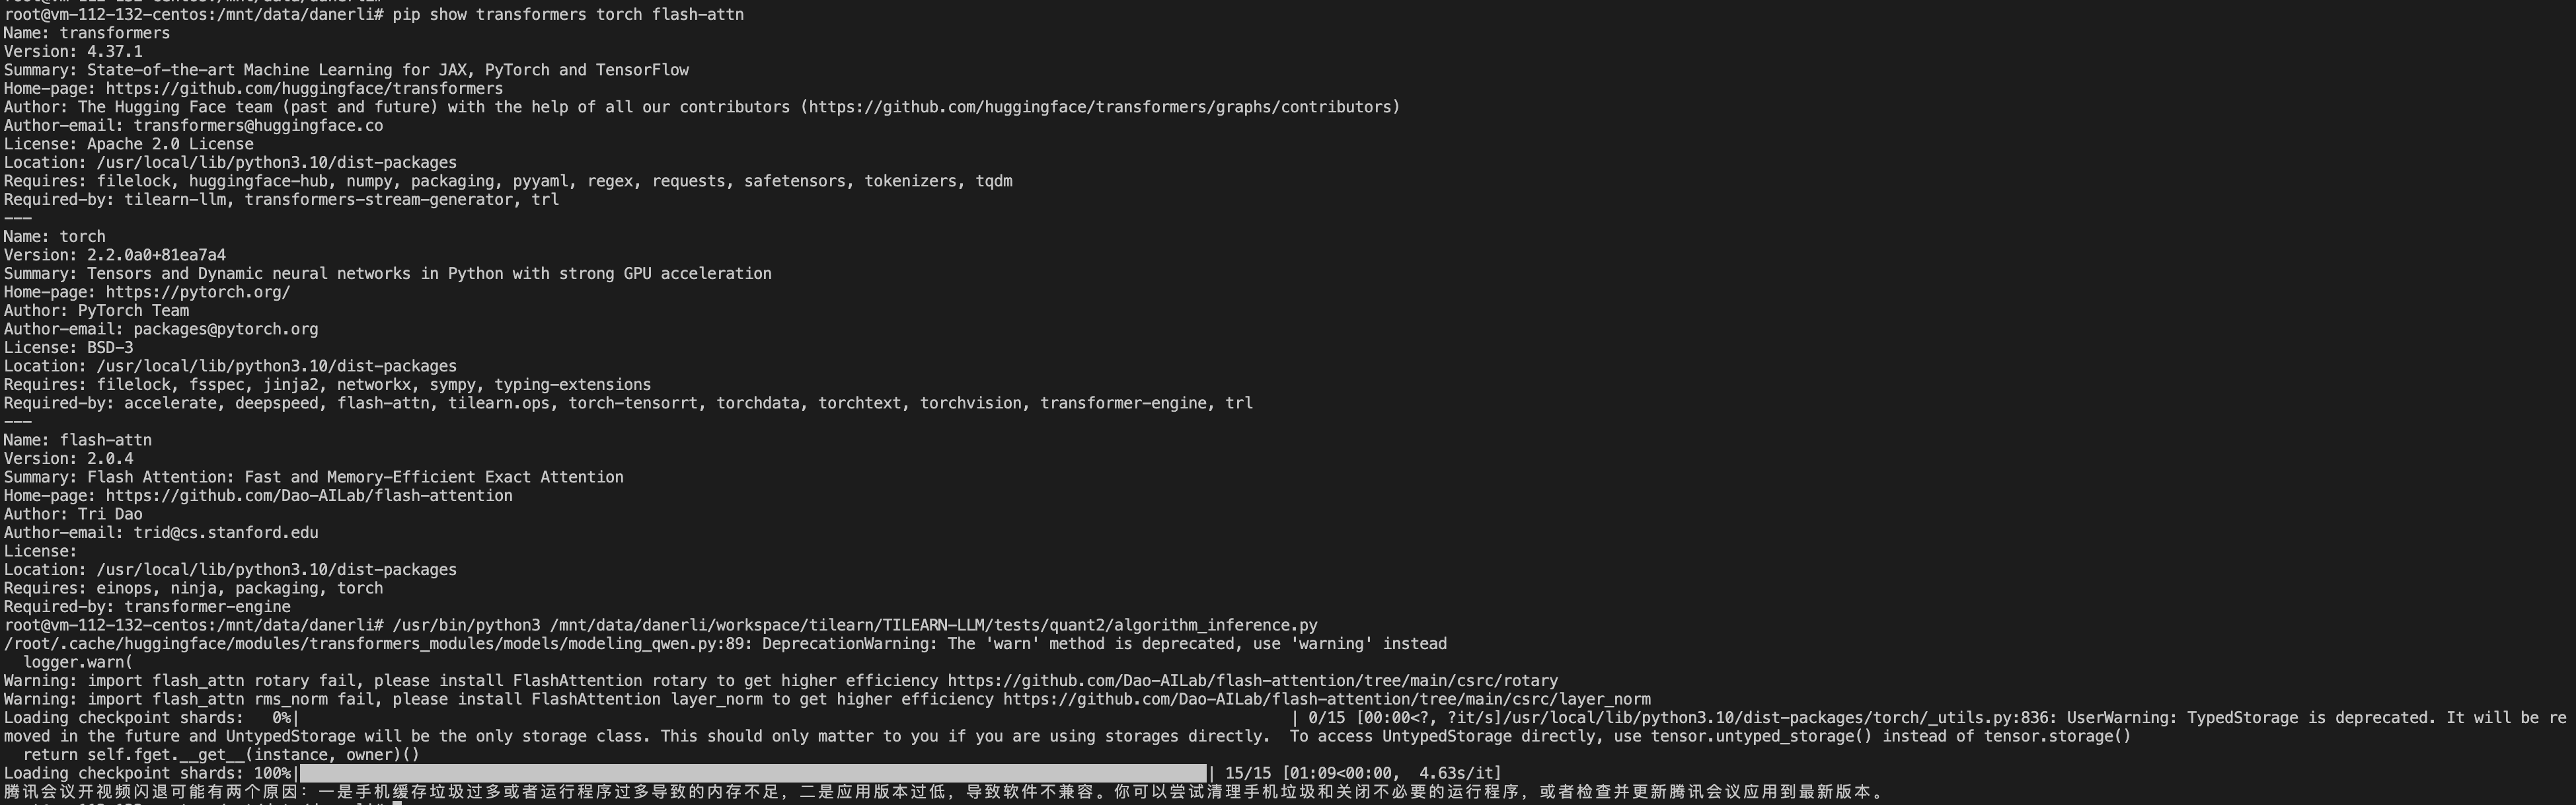 root@vm-112-132-centos:/mnt/data/danerli# pip show transformers torch flash-attn
Name: transformers
Version: 4.37.1
Summary: State-of-the-art Machine Learning for JAX, PyTorch and TensorFlow
Home-page: https://github.com/huggingface/transformers
Author: The Hugging Face team (past and future) with the help of all our contributors (https://github.com/huggingface/transformers/graphs/contributors)
Author-email: transformers@huggingface.co
License: Apache 2.0 License
Location: /usr/local/lib/python3.10/dist-packages
Requires: filelock, huggingface-hub, numpy, packaging, pyyaml, regex, requests, safetensors, tokenizers, tqdm
Required-by: tilearn-llm, transformers-stream-generator, trl
---
Name: torch
Version: 2.2.0a0+81ea7a4
Summary: Tensors and Dynamic neural networks in Python with strong GPU acceleration
Home-page: https://pytorch.org/
Author: PyTorch Team
Author-email: packages@pytorch.org
License: BSD-3
Location: /usr/local/lib/python3.10/dist-packages
Requires: filelock, fsspec, jinja2, networkx, sympy, typing-extensions
Required-by: accelerate, deepspeed, flash-attn, tilearn.ops, torch-tensorrt, torchdata, torchtext, torchvision, transformer-engine, trl
---
Name: flash-attn
Version: 2.0.4
Summary: Flash Attention: Fast and Memory-Efficient Exact Attention
Home-page: https://github.com/Dao-AILab/flash-attention
Author: Tri Dao
Author-email: trid@cs.stanford.edu
License:
Location: /usr/local/lib/python3.10/dist-packages
Requires: einops, ninja, packaging, torch
Required-by: transformer-engine
root@vm-112-132-centos:/mnt/data/danerli# /usr/bin/python3 /mnt/data/danerli/workspace/tilearn/TILEARN-LLM/tests/quant2/algorithm_inference.py
/root/.cache/huggingface/modules/transformers_modules/models/modeling_qwen.py:89: DeprecationWarning: The 'warn' method is deprecated, use 'warning' instead
  logger.warn(
Warning: import flash_attn rotary fail, please install FlashAttention rotary to get higher efficiency https://github.com/Dao-AILab/flash-attention/tree/main/csrc/rotary
Warning: import flash_attn rms_norm fail, please install FlashAttention layer_norm to get higher efficiency https://github.com/Dao-AILab/flash-attention/tree/main/csrc/layer_norm
Loading checkpoint shards:   0%| | 0/15 [00:00<?, ?it/s]/usr/local/lib/python3.10/dist-packages/torch/_utils.py:836: UserWarning: TypedStorage is deprecated. It will be re
moved in the future and UntypedStorage will be the only storage class. This should only matter to you if you are using storages directly.  To access UntypedStorage directly, use tensor.untyped_storage() instead of tensor.storage()
  return self.fget.__get__(instance, owner)()
Loading checkpoint shards: 100%| | 15/15 [01:09<00:00,  4.63s/it]
腾讯会议开视频闪退可能有两个原因：一是手机缓存垃圾过多或者运行程序过多导致的内存不足，二是应用版本过低，导致软件不兼容。你可以尝试清理手机垃圾和关闭不必要的运行程序，或者检查并更新腾讯会议应用到最新版本。